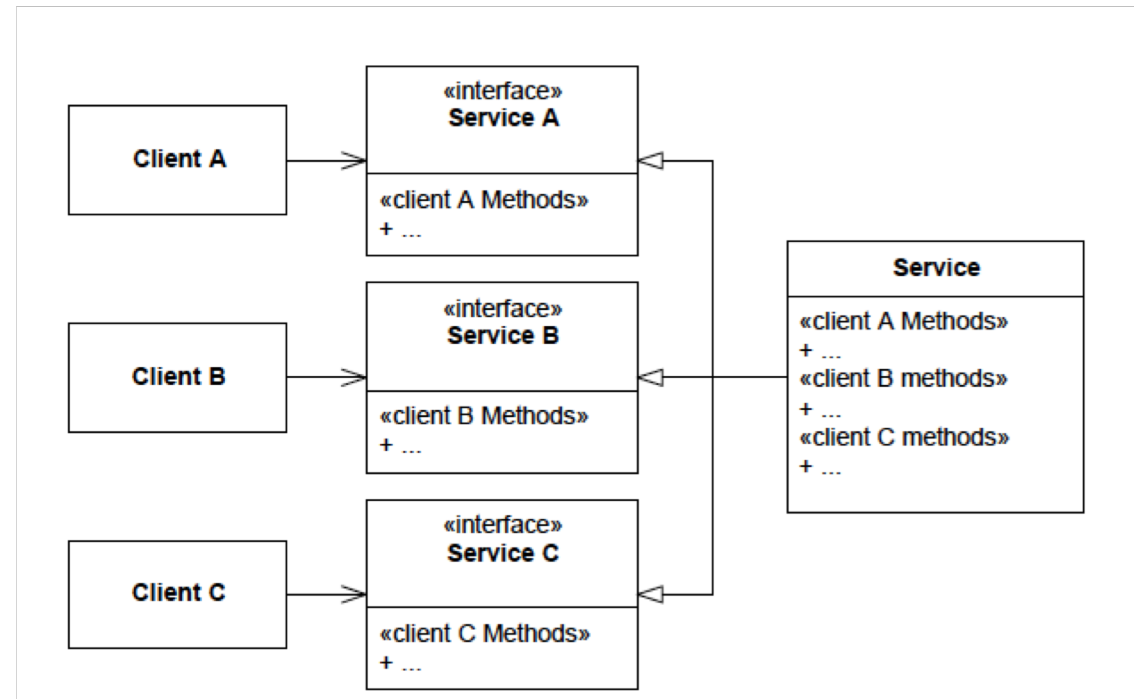 Client A
«interface»
Service A
«client A Methods»
+ ...
Client B
«interface»
Service B
«client B Methods»
+ ...
Client C
«interface»
Service C
«client C Methods»
+ ...
Service
«client A Methods»
+ ...
«client B methods»
+ ...
«client C methods»
+ ...